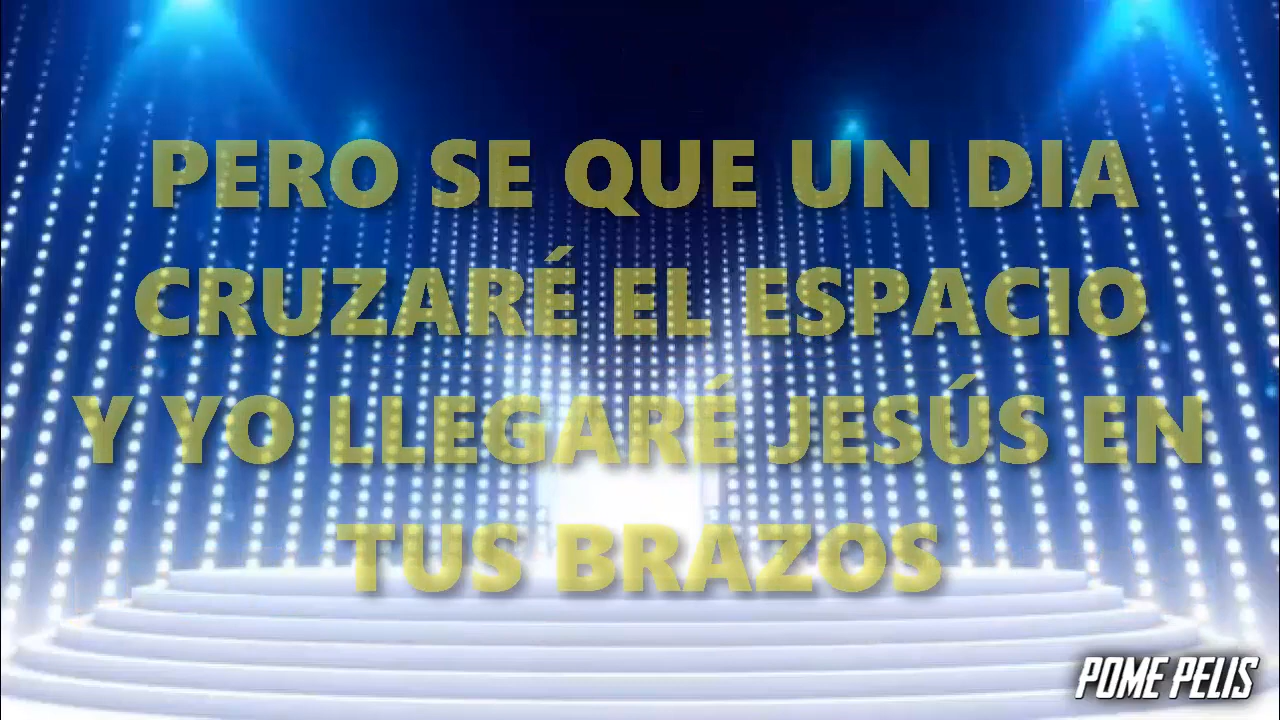 PERO SE QUE UN DIA
CRUZARÉ EL ESPACIO
Y YO LLEGARÉ JESÚS EN
TUS BRAZOS
POME PELIS